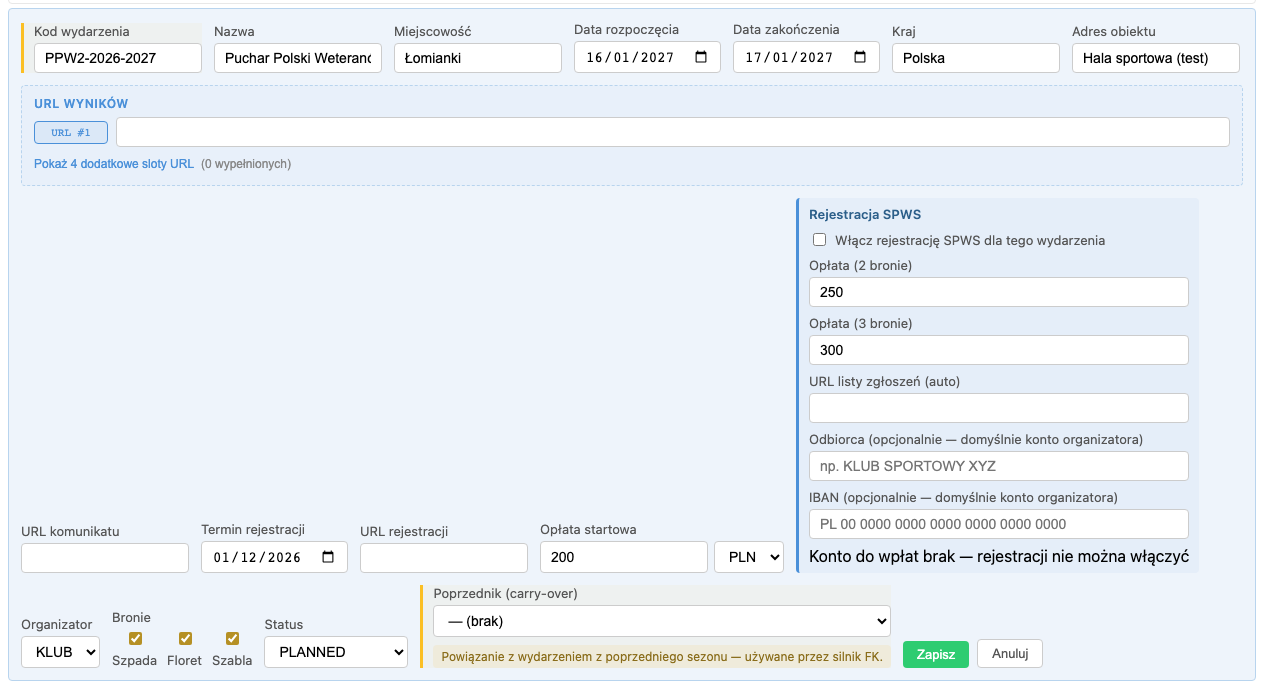 Kod wydarzenia
PPW2-2026-2027
Nazwa
Puchar Polski Weteranc
Miejscowość
Łomianki
Data rozpoczęcia
16/01/2027
Data zakończenia
17/01/2027
Kraj
Polska
Adres obiektu
Hala sportowa (test)
URL WYNIKÓW
URL #1
Pokaż 4 dodatkowe sloty URL (0 wypełnionych)
Rejestracja SPWS
Włącz rejestrację SPWS dla tego wydarzenia
Opłata (2 bronie)
250
Opłata (3 bronie)
300
URL listy zgłoszeń (auto)
Odbiorca (opcjonalnie — domyślnie konto organizatora)
np. KLUB SPORTOWY XYZ
IBAN (opcjonalnie — domyślnie konto organizatora)
PL 00 0000 0000 0000 0000 0000 0000
Konto do wpłat brak — rejestracji nie można włączyć
URL komunikatu
Termin rejestracji
01/12/2026
URL rejestracji
Opłata startowa
200
PLN
Organizator
KLUB
Bronie
Szpada
Floret
Szabla
Status
PLANNED
Poprzednik (carry-over)
— (brak)
Powiązanie z wydarzeniem z poprzedniego sezonu — używane przez silnik FK.
Zapisz
Anuluj